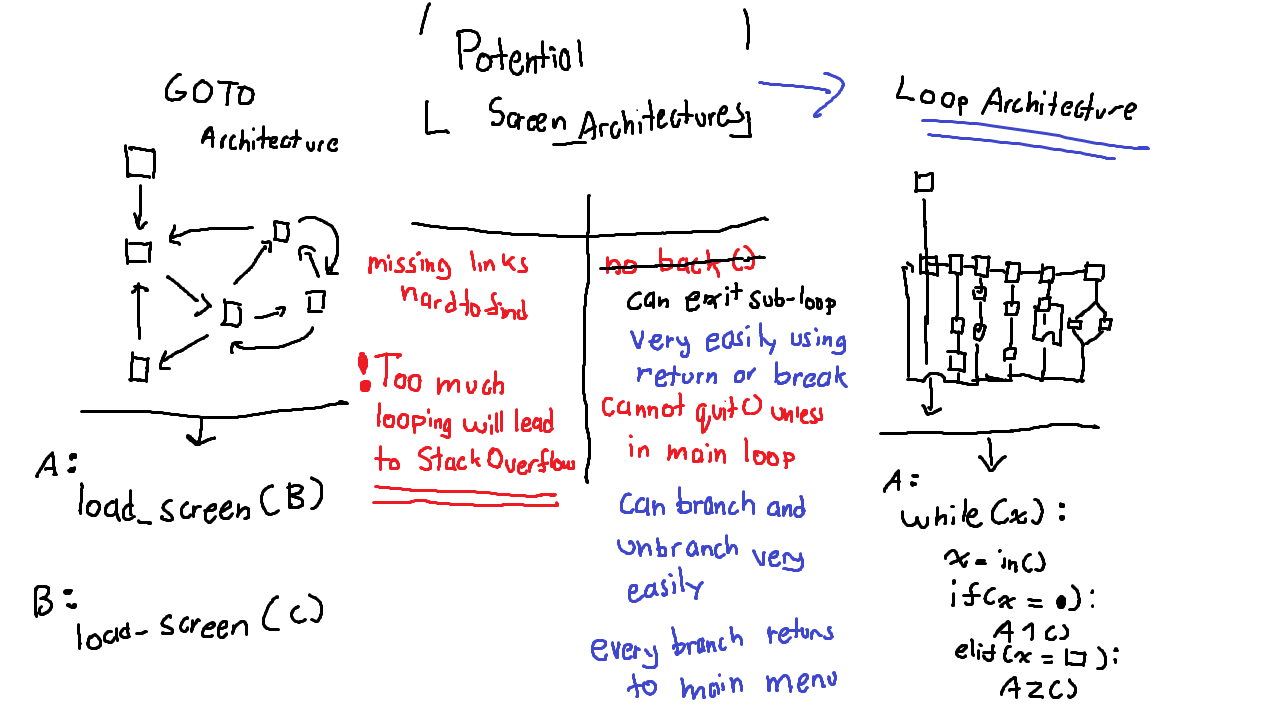 Potential
Screen Architectures
GOTO
Architecture
A:
load_screen(B)
B:
load-screen(c)
missing links
hard to find
! Too much
looping will lead
to Stack Overflow
no back()
can exit sub-loop
very easily using
return or break
cannot quit() unless
in main loop
can branch and
unbranch very
easily
every branch returns
to main menu
Loop Architecture
A:
while(x):
x = in()
if(x = ●):
A1()
elif(x = □):
A2()